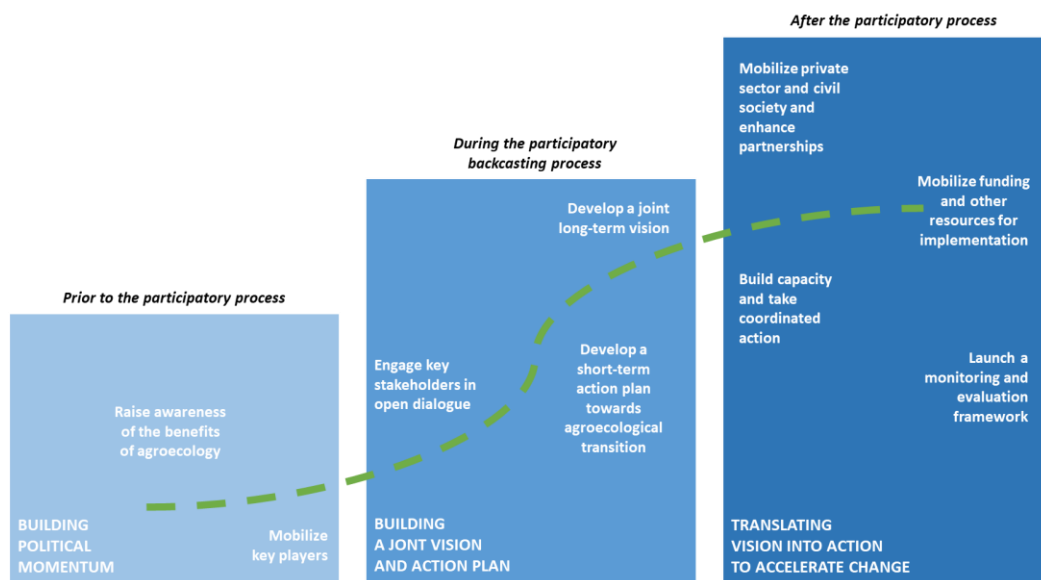 Prior to the participatory process
Raise awareness
of the benefits
of agroecology
Mobilize
key players
BUILDING
POLITICAL
MOMENTUM
During the participatory
backcasting process
Develop a joint
long-term vision
Engage key
stakeholders in
open dialogue
Develop a
short-term
action plan
towards
agroecological
transition
BUILDING
A JONT VISION
AND ACTION PLAN
After the participatory process
Mobilize private
sector and civil
society and
enhance
partnerships
Mobilize funding
and other
resources for
implementation
Build capacity
and take
coordinated
action
Launch a
monitoring and
evaluation
framework
TRANSLATING
VISION INTO ACTION
TO ACCELERATE CHANGE